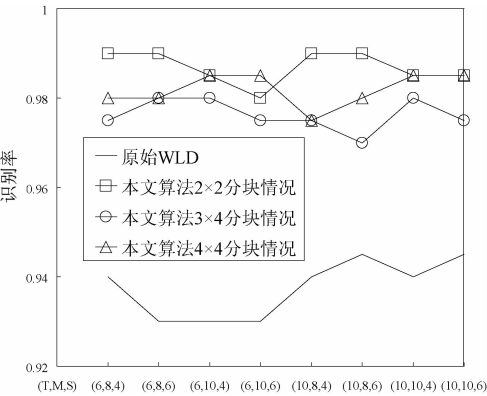 1
0.98
0.96
0.94
0.92
识别率
原始WLD
本文算法2×2分块情况
本文算法3×4分块情况
本文算法4×4分块情况
(T,M,S) (6,8,4) (6,8,6) (6,10,4) (6,10,6) (10,8,4) (10,8,6) (10,10,4) (10,10,6)